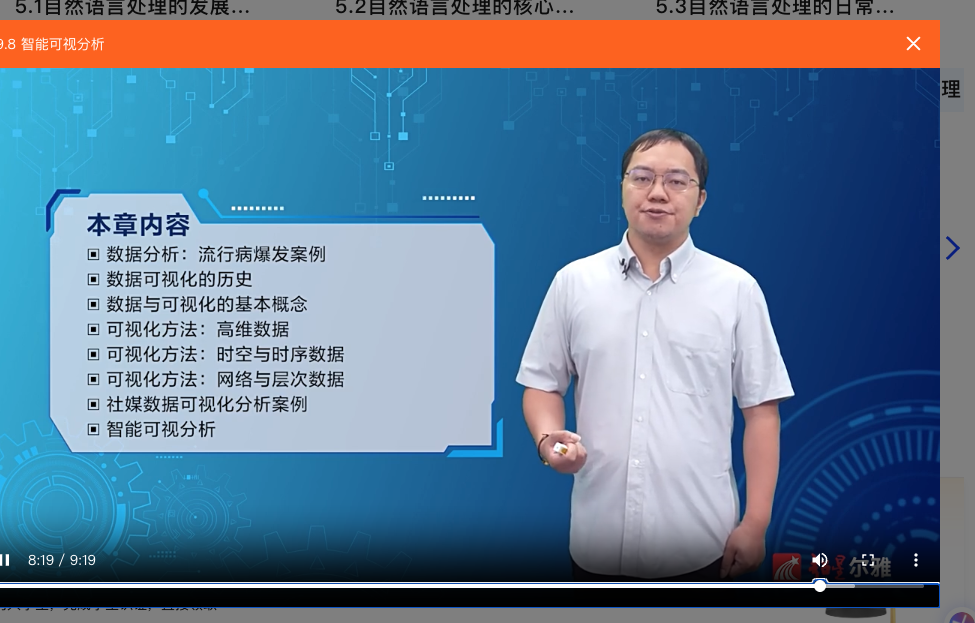 5.1自然语言处理的发展...
5.2自然语言处理的核心...
5.3自然语言处理的日常...
9.8 智能可视分析
理
本章内容
▣ 数据分析：流行病爆发案例
▣ 数据可视化的历史
▣ 数据与可视化的基本概念
▣ 可视化方法：高维数据
▣ 可视化方法：时空与时序数据
▣ 可视化方法：网络与层次数据
▣ 社媒数据可视化分析案例
▣ 智能可视分析
8:19 / 9:19
尔雅